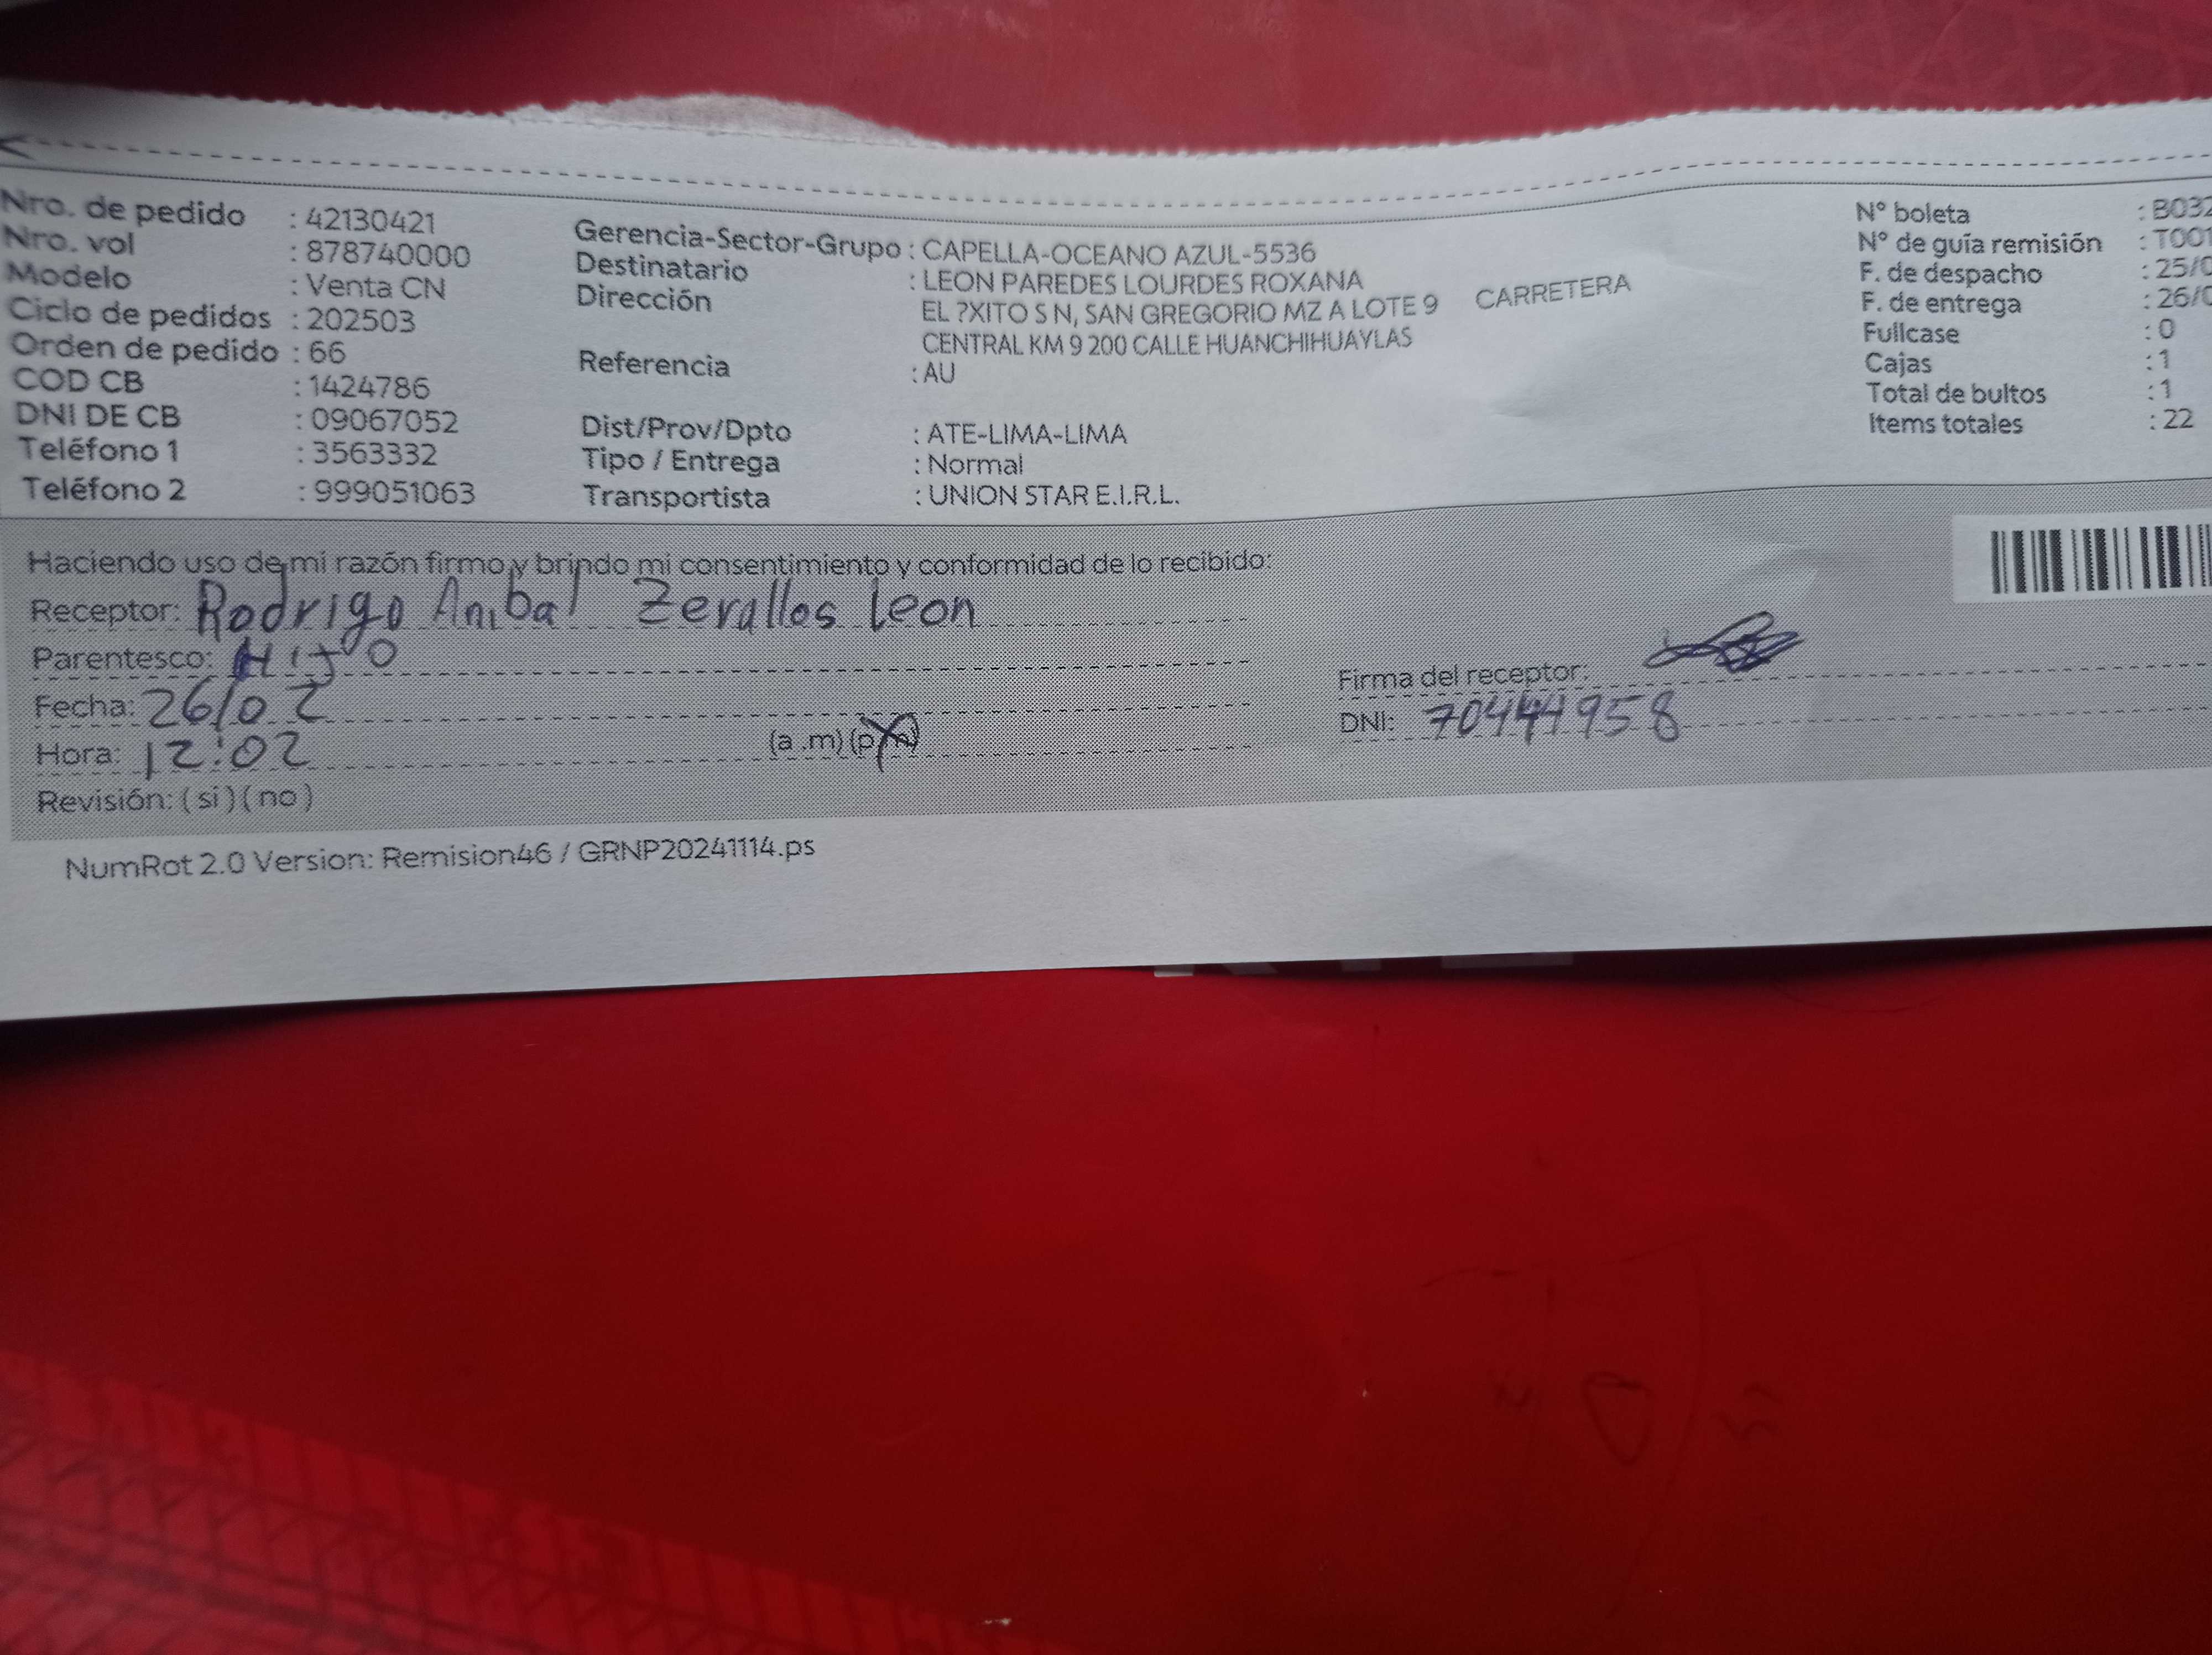 Nro. de pedido : 42130421
Nro. vol : 878740000
Modelo : Venta CN
Ciclo de pedidos : 202503
Orden de pedido : 66
COD CB : 1424786
DNI DE CB : 09067052
Teléfono 1 : 3563332
Teléfono 2 : 999051063
Gerencia-Sector-Grupo : CAPELLA-OCEANO AZUL-5536
Destinatario : LEON PAREDES LOURDES ROXANA
Dirección EL ?XITO S N, SAN GREGORIO MZ A LOTE 9 CARRETERA
CENTRAL KM 9 200 CALLE HUANCHIHUAYLAS
Referencia : AU
Dist/Prov/Dpto : ATE-LIMA-LIMA
Tipo / Entrega : Normal
Transportista : UNION STAR E.I.R.L.
N° boleta : B032
N° de guía remisión : T001
F. de despacho : 25/0
F. de entrega : 26/0
Fullcase : 0
Cajas : 1
Total de bultos : 1
Items totales : 22
Haciendo uso de mi razón firmo y brindo mi consentimiento y conformidad de lo recibido:
Receptor: Rodrigo Anibal Zevallos Leon
Parentesco: Hijo
Fecha: 26/02
Hora: 12:02 (a .m) (p.m)
Revisión: ( si ) ( no )
Firma del receptor:
DNI: 70444958
NumRot 2.0 Version: Remision46 / GRNP20241114.ps